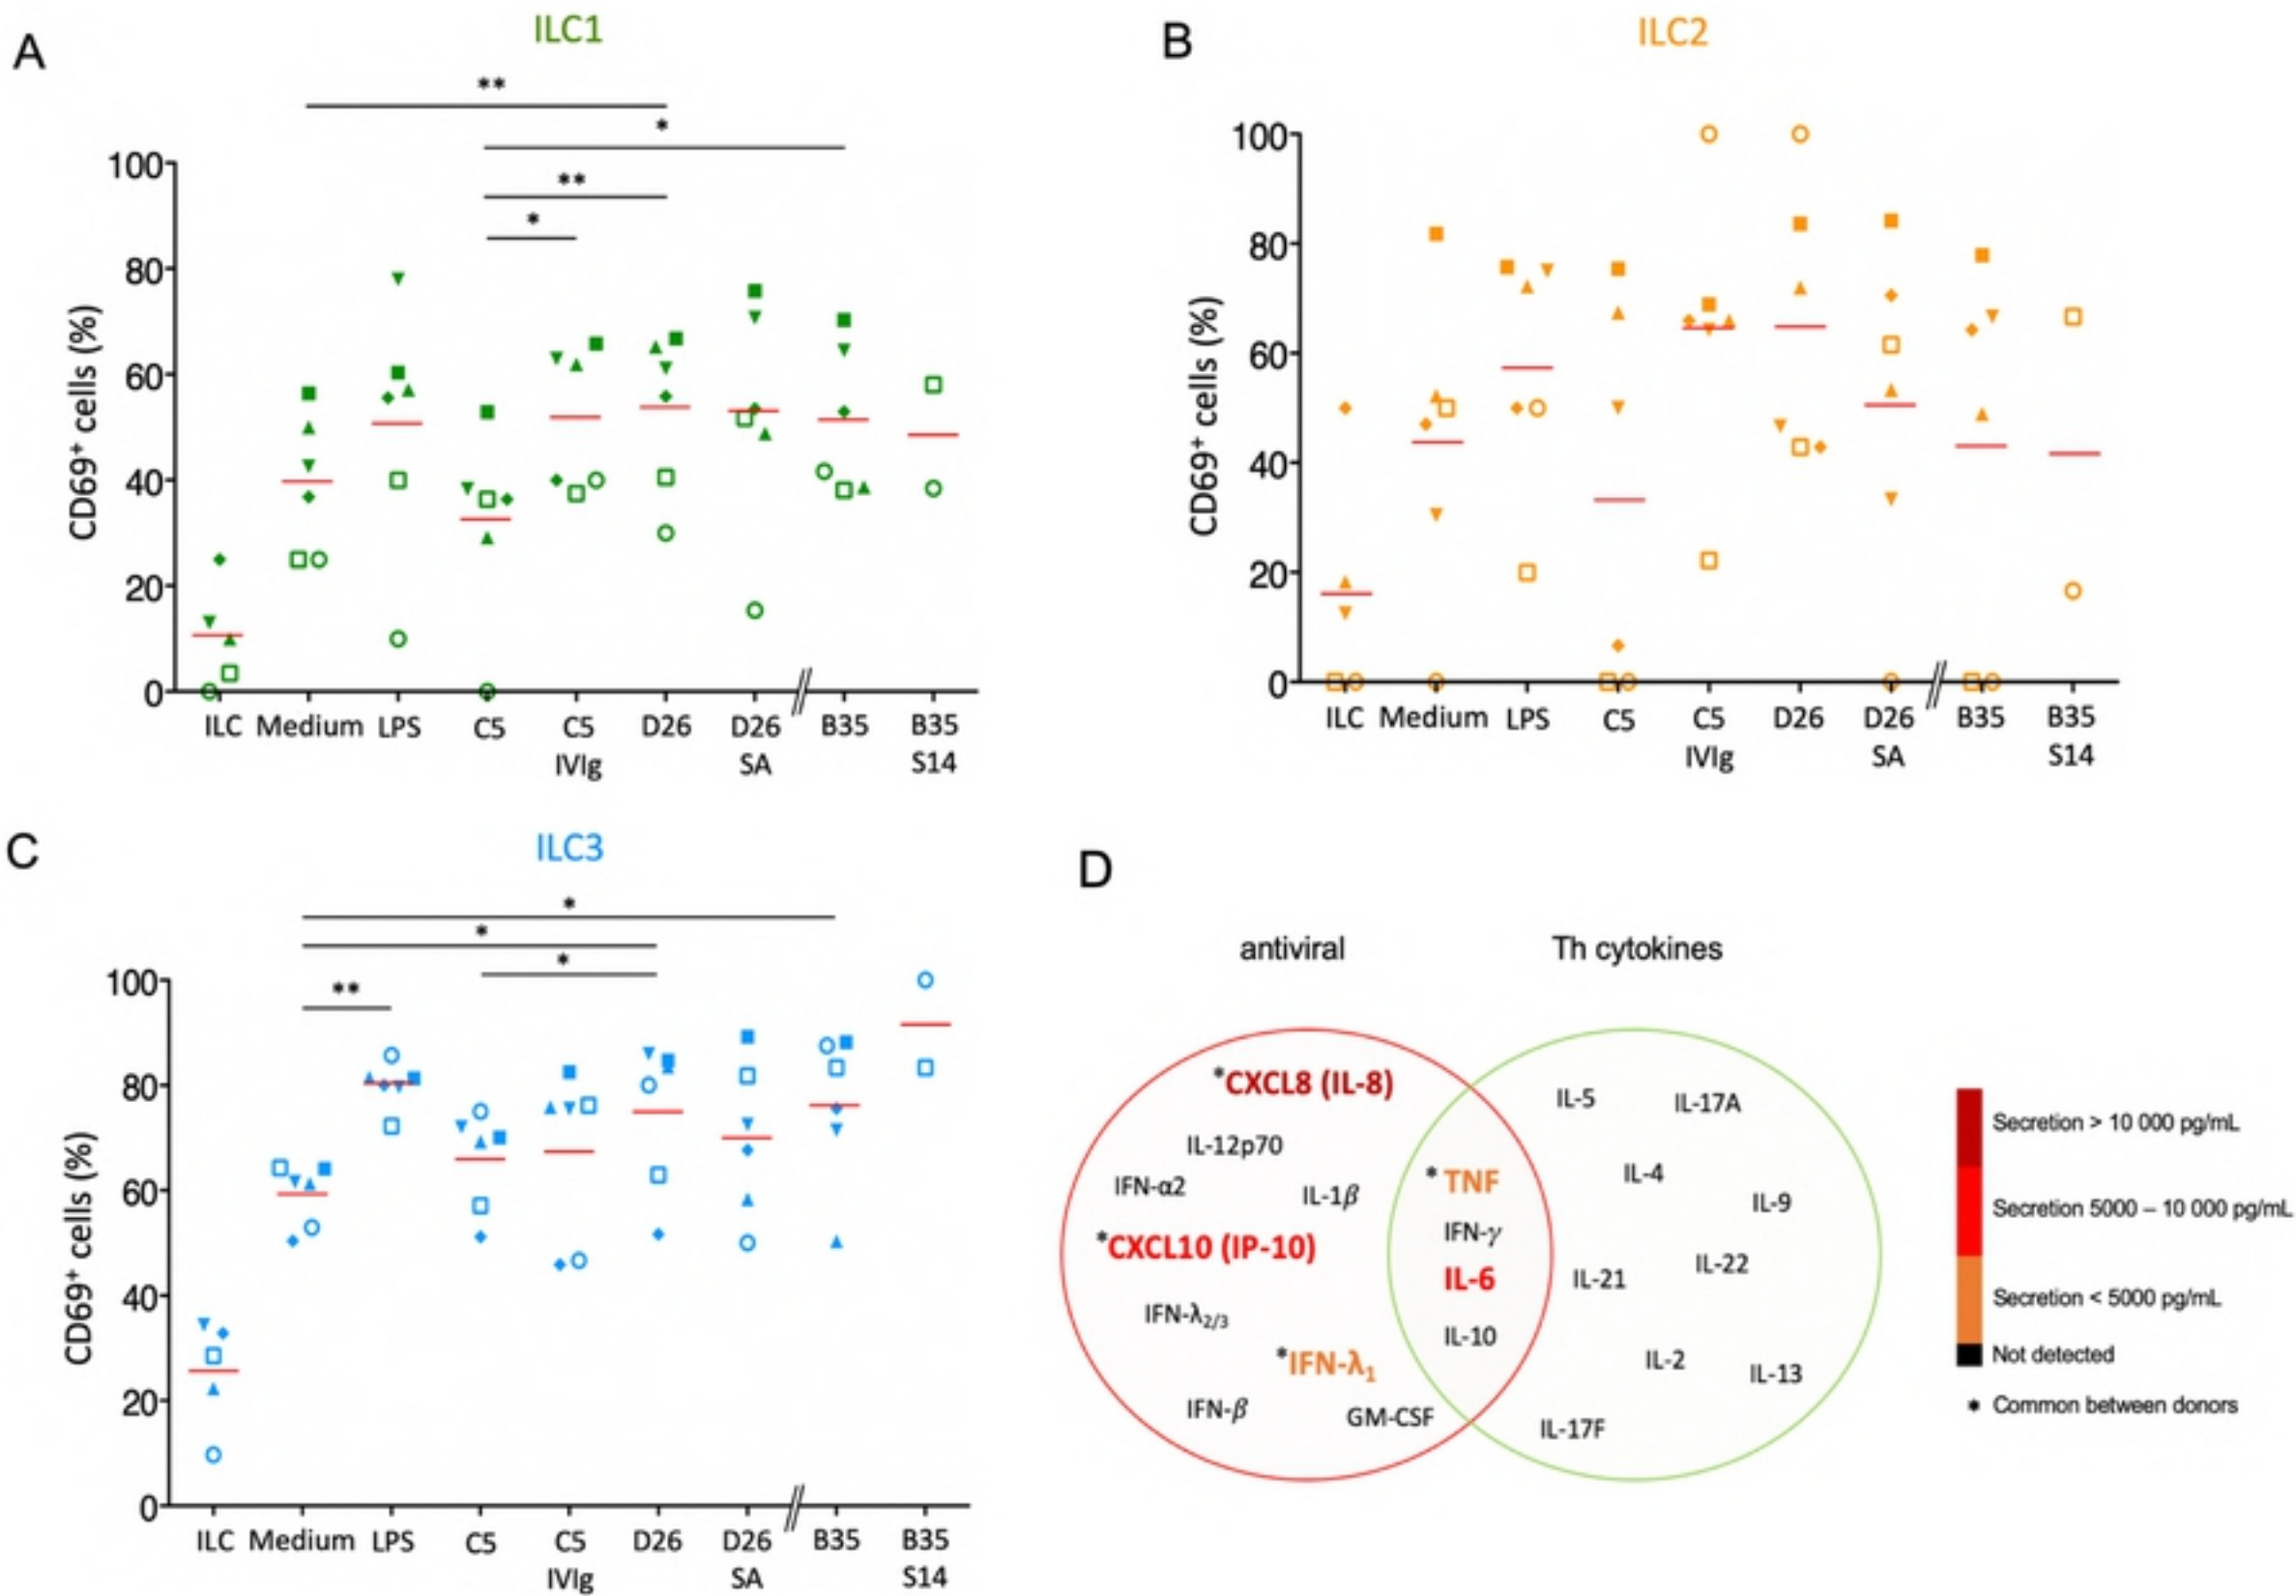 A
ILC1
**
*
**
*
CD69⁺ cells (%)
100
80
60
40
20
0
ILC Medium LPS C5 C5 D26 D26 B35 B35
IVIg SA S14
B
ILC2
CD69⁺ cells (%)
100
80
60
40
20
0
ILC Medium LPS C5 C5 D26 D26 B35 B35
IVIg SA S14
C
ILC3
*
*
*
**
CD69⁺ cells (%)
100
80
60
40
20
0
ILC Medium LPS C5 C5 D26 D26 B35 B35
IVIg SA S14
D
antiviral Th cytokines
*CXCL8 (IL-8)
IL-12p70
IFN-α2
IL-1β
*CXCL10 (IP-10)
IFN-λ₂/₃
*IFN-λ₁
IFN-β
GM-CSF
*TNF
IFN-γ
IL-6
IL-10
IL-5
IL-17A
IL-4
IL-9
IL-22
IL-21
IL-2
IL-13
IL-17F
Secretion > 10 000 pg/mL
Secretion 5000 – 10 000 pg/mL
Secretion < 5000 pg/mL
Not detected
* Common between donors